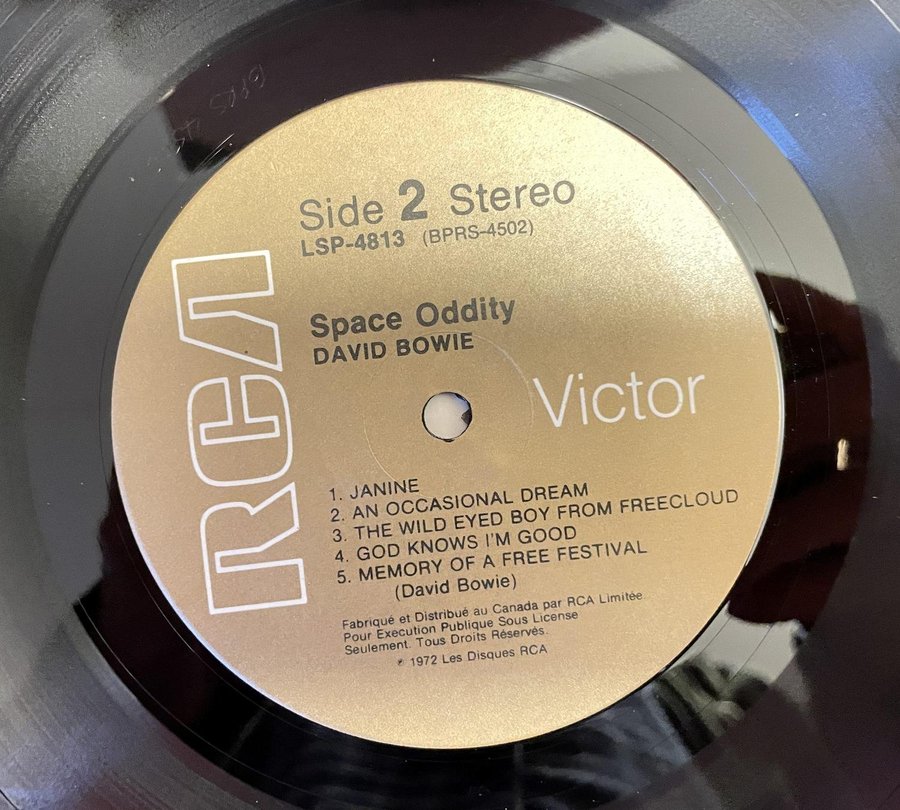 Side 2 Stereo
LSP-4813 (BPRS-4502)
Space Oddity
DAVID BOWIE
RCA
Victor
1. JANINE
2. AN OCCASIONAL DREAM
3. THE WILD EYED BOY FROM FREECLOUD
4. GOD KNOWS I'M GOOD
5. MEMORY OF A FREE FESTIVAL
(David Bowie)
Fabriqué et Distribué au Canada par RCA Limitée.
Pour Execution Publique Sous License
Seulement. Tous Droits Réservés.
℗ 1972 Les Disques RCA